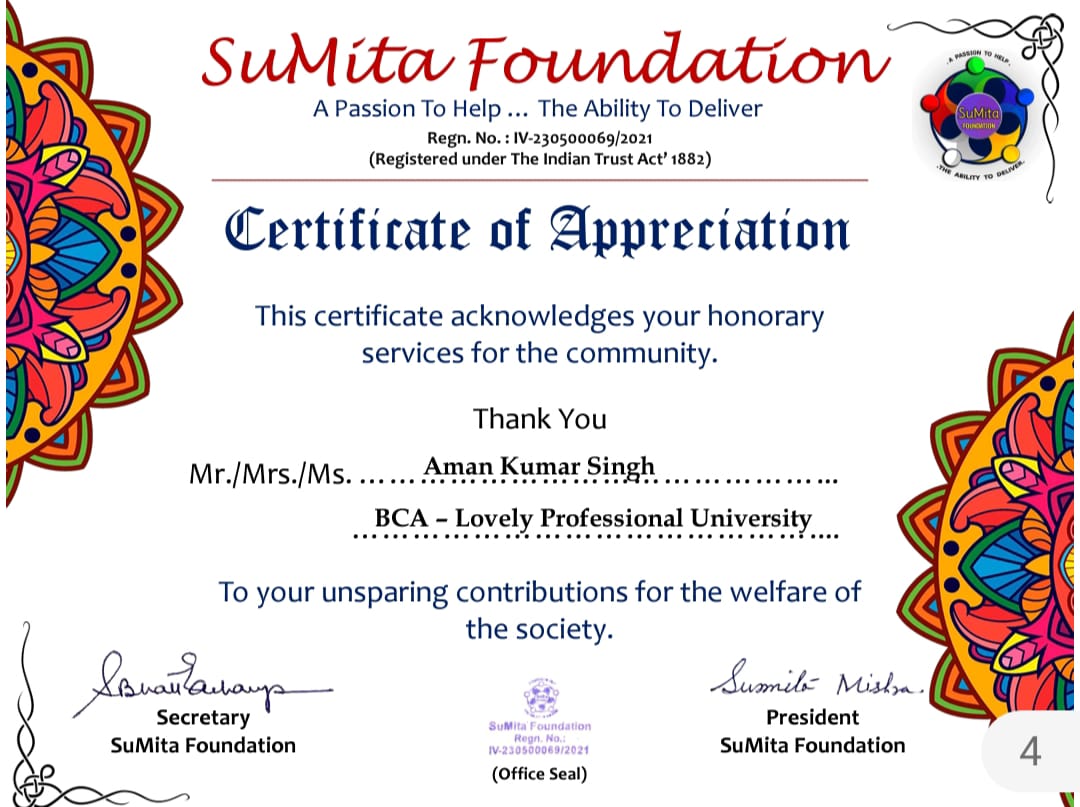 SuMita Foundation
A Passion To Help ... The Ability To Deliver
Regn. No. : IV-230500069/2021
(Registered under The Indian Trust Act' 1882)
A PASSION TO HELP.
SuMita
FOUNDATION
.THE ABILITY TO DELIVER.
Certificate of Appreciation
This certificate acknowledges your honorary
services for the community.
Thank You
Mr./Mrs./Ms. Aman Kumar Singh
BCA – Lovely Professional University
To your unsparing contributions for the welfare of
the society.
Sumita Mishra.
Secretary
SuMita Foundation
SuMita Foundation
Regn. No.:
IV-230500069/2021
(Office Seal)
President
SuMita Foundation
4